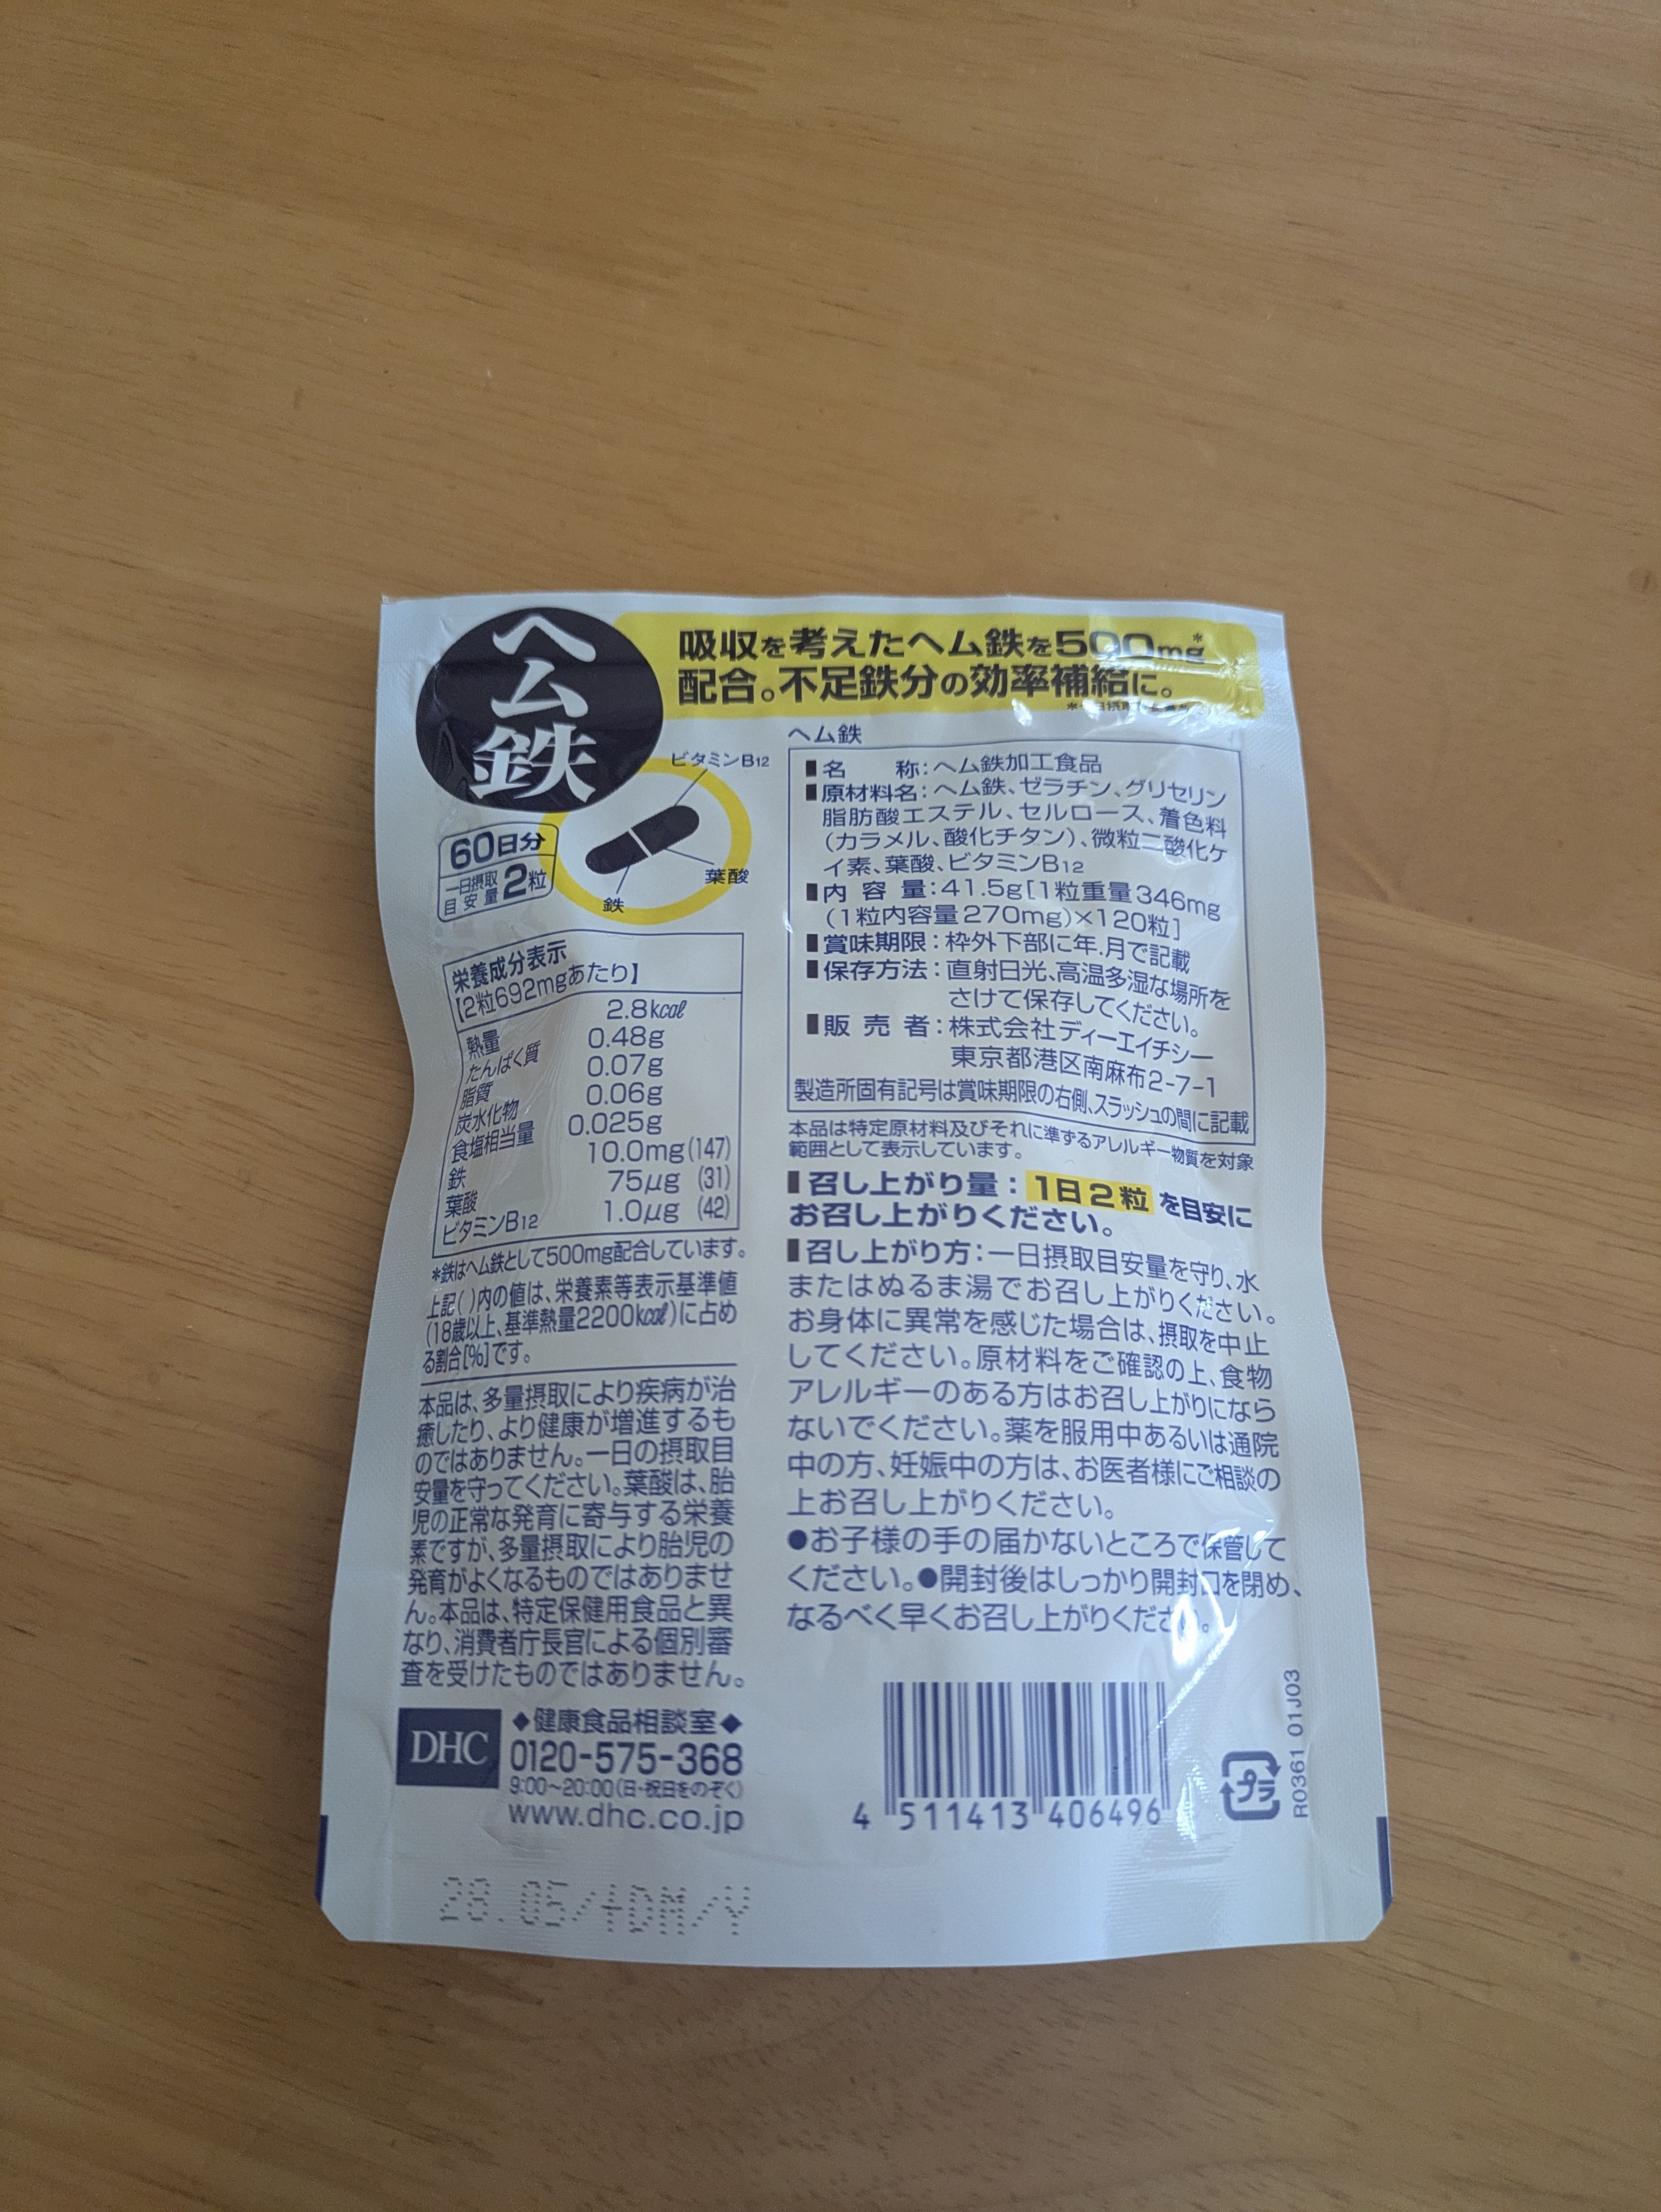 ヘム鉄
吸収を考えたヘム鉄を500mg*
配合。不足鉄分の効率補給に。
60日分
一日摂取
目安量 2粒
ビタミンB12
葉酸
鉄
栄養成分表示
【2粒692mgあたり】
熱量 2.8kcal
たんぱく質 0.48g
脂質 0.07g
炭水化物 0.06g
食塩相当量 0.025g
鉄 10.0mg(147)
葉酸 75μg (31)
ビタミンB12 1.0μg (42)
*鉄はヘム鉄として500mg配合しています。
上記( )内の値は、栄養素等表示基準値
(18歳以上、基準熱量2200kcal)に占め
る割合[%]です。
本品は、多量摂取により疾病が治
癒したり、より健康が増進するも
のではありません。一日の摂取目
安量を守ってください。葉酸は、胎
児の正常な発育に寄与する栄養
素ですが、多量摂取により胎児の
発育がよくなるものではありませ
ん。本品は、特定保健用食品と異
なり、消費者庁長官による個別審
査を受けたものではありません。
DHC
◆健康食品相談室◆
0120-575-368
9:00～20:00(日・祝日をのぞく)
www.dhc.co.jp
ヘム鉄
■名 称:ヘム鉄加工食品
■原材料名:ヘム鉄、ゼラチン、グリセリン
脂肪酸エステル、セルロース、着色料
(カラメル、酸化チタン)、微粒二酸化ケ
イ素、葉酸、ビタミンB12
■内 容 量:41.5g[1粒重量346mg
(1粒内容量270mg)×120粒]
■賞味期限:枠外下部に年.月で記載
■保存方法:直射日光、高温多湿な場所を
さけて保存してください。
■販 売 者:株式会社ディーエイチシー
東京都港区南麻布2-7-1
製造所固有記号は賞味期限の右側、スラッシュの間に記載
本品は特定原材料及びそれに準ずるアレルギー物質を対象
範囲として表示しています。
■召し上がり量:1日2粒を目安に
お召し上がりください。
■召し上がり方:一日摂取目安量を守り、水
またはぬるま湯でお召し上がりください。
お身体に異常を感じた場合は、摂取を中止
してください。原材料をご確認の上、食物
アレルギーのある方はお召し上がりになら
ないでください。薬を服用中あるいは通院
中の方、妊娠中の方は、お医者様にご相談の
上お召し上がりください。
●お子様の手の届かないところで保管して
ください。●開封後はしっかり開封口を閉め、
なるべく早くお召し上がりください。
4 511413 406496
プラ
R0361 01J03
28.05/+DM/Y